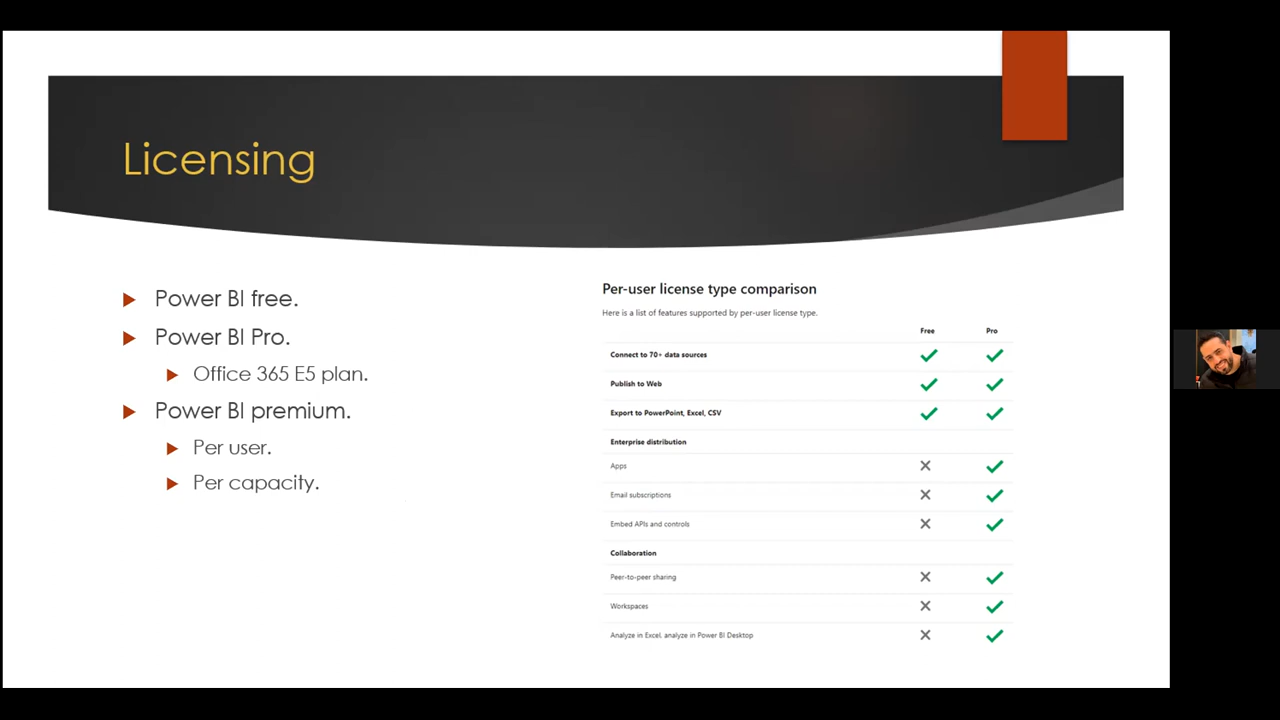 Licensing
Power BI free.
Power BI Pro.
Office 365 E5 plan.
Power BI premium.
Per user.
Per capacity.
Per-user license type comparison
Here is a list of features supported by per-user license type.
Free Pro
Connect to 70+ data sources
Publish to Web
Export to PowerPoint, Excel, CSV
Enterprise distribution
Apps
Email subscriptions
Embed APIs and controls
Collaboration
Peer-to-peer sharing
Workspaces
Analyze in Excel, analyze in Power BI Desktop